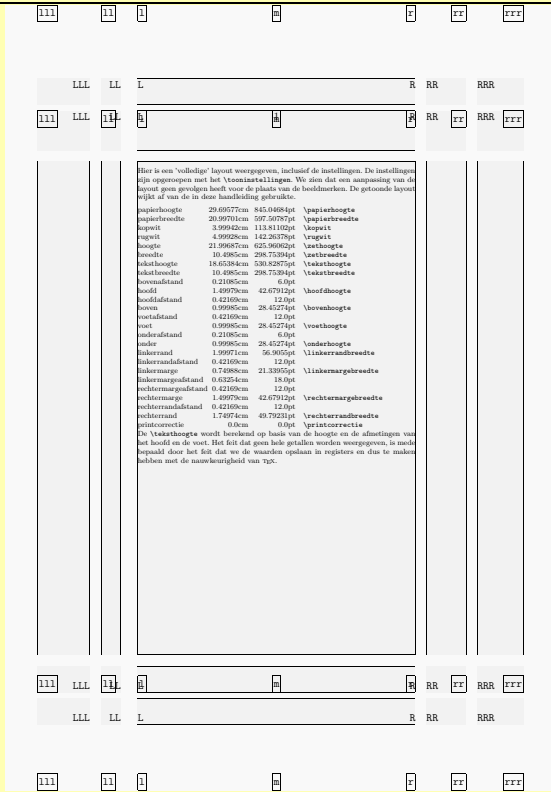 lll ll l m r rr rrr
LLL LL L R RR RRR
LLL LL R RR RRR
lll l m rr rrr
Hier is een 'volledige' layout weergegeven, inclusief de instellingen. De instellingen
zijn opgeroepen met het \tooninstellingen. We zien dat een aanpassing van de
layout geen gevolgen heeft voor de plaats van de beeldmerken. De getoonde layout
wijkt af van de in deze handleiding gebruikte.
papierhoogte 29.69577cm 845.04684pt \papierhoogte
papierbreedte 20.99701cm 597.50787pt \papierbreedte
kopwit 3.99942cm 113.81102pt \kopwit
rugwit 4.99928cm 142.26378pt \rugwit
hoogte 21.99687cm 625.96062pt \zethoogte
breedte 10.4985cm 298.75394pt \zetbreedte
teksthoogte 18.65384cm 530.82875pt \teksthoogte
tekstbreedte 10.4985cm 298.75394pt \tekstbreedte
bovenafstand 0.21085cm 6.0pt
hoofd 1.49979cm 42.67912pt \hoofdhoogte
hoofdafstand 0.42169cm 12.0pt
boven 0.99985cm 28.45274pt \bovenhoogte
voetafstand 0.42169cm 12.0pt
voet 0.99985cm 28.45274pt \voethoogte
onderafstand 0.21085cm 6.0pt
onder 0.99985cm 28.45274pt \onderhoogte
linkerrand 1.99971cm 56.9055pt \linkerrandbreedte
linkerrandafstand 0.42169cm 12.0pt
linkermarge 0.74988cm 21.33955pt \linkermargebreedte
linkermargeafstand 0.63254cm 18.0pt
rechtermargeafstand 0.42169cm 12.0pt
rechtermarge 1.49979cm 42.67912pt \rechtermargebreedte
rechterrandafstand 0.42169cm 12.0pt
rechterrand 1.74974cm 49.79231pt \rechterrandbreedte
printcorrectie 0.0cm 0.0pt \printcorrectie
De \teksthoogte wordt berekend op basis van de hoogte en de afmetingen van
het hoofd en de voet. Het feit dat geen hele getallen worden weergegeven, is mede
bepaald door het feit dat we de waarden opslaan in registers en dus te maken
hebben met de nauwkeurigheid van TEX.
lll m rr rrr
LLL RR RRR
LLL LL L R RR RRR
lll ll l m r rr rrr